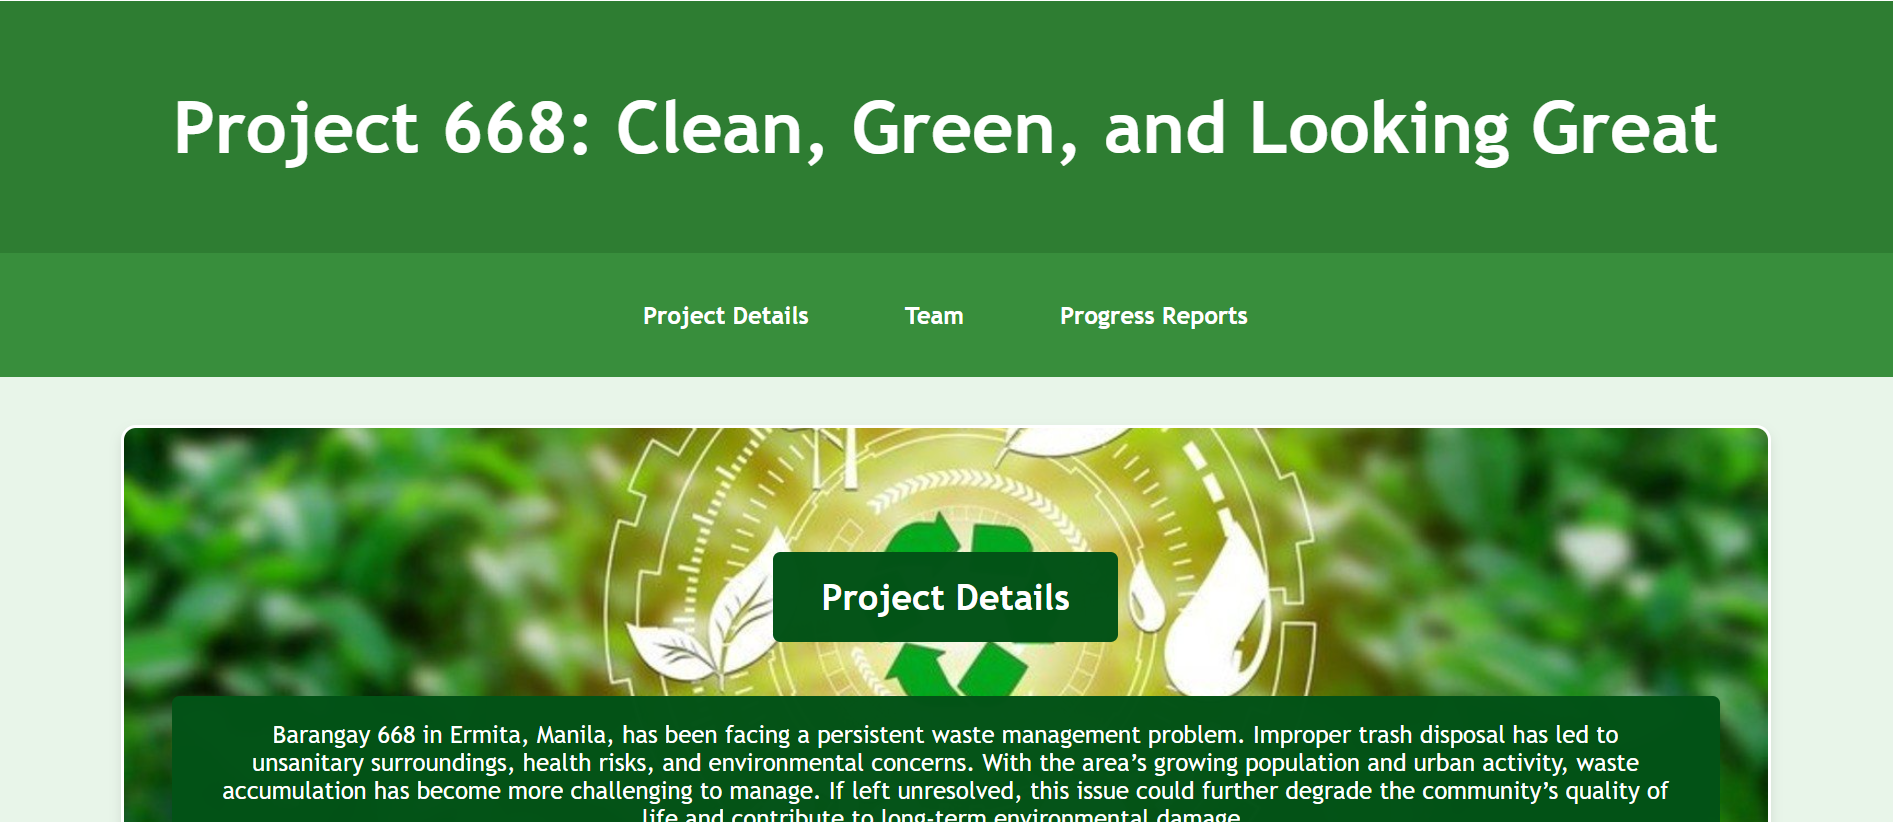 Project 668: Clean, Green, and Looking Great
Project Details
Team
Progress Reports
Project Details
Barangay 668 in Ermita, Manila, has been facing a persistent waste management problem. Improper trash disposal has led to
unsanitary surroundings, health risks, and environmental concerns. With the area’s growing population and urban activity, waste
accumulation has become more challenging to manage. If left unresolved, this issue could further degrade the community’s quality of
life and contribute to long-term environmental damage.